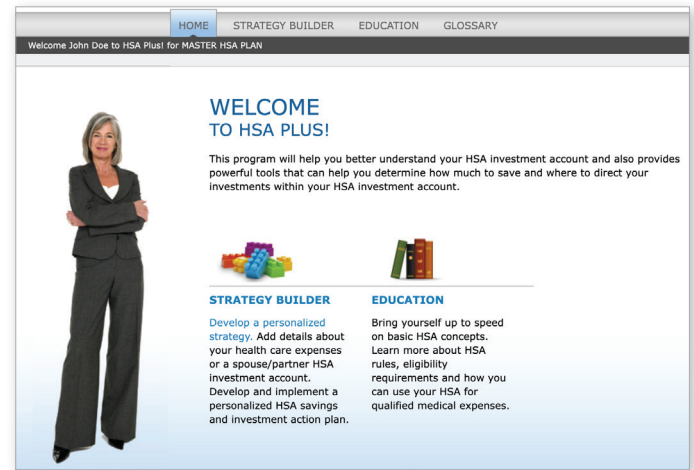 HOME STRATEGY BUILDER EDUCATION GLOSSARY
Welcome John Doe to HSA Plus! for MASTER HSA PLAN
WELCOME
TO HSA PLUS!
This program will help you better understand your HSA investment account and also provides
powerful tools that can help you determine how much to save and where to direct your
investments within your HSA investment account.
STRATEGY BUILDER
Develop a personalized
strategy. Add details about
your health care expenses
or a spouse/partner HSA
investment account.
Develop and implement a
personalized HSA savings
and investment action plan.
EDUCATION
Bring yourself up to speed
on basic HSA concepts.
Learn more about HSA
rules, eligibility
requirements and how you
can use your HSA for
qualified medical expenses.